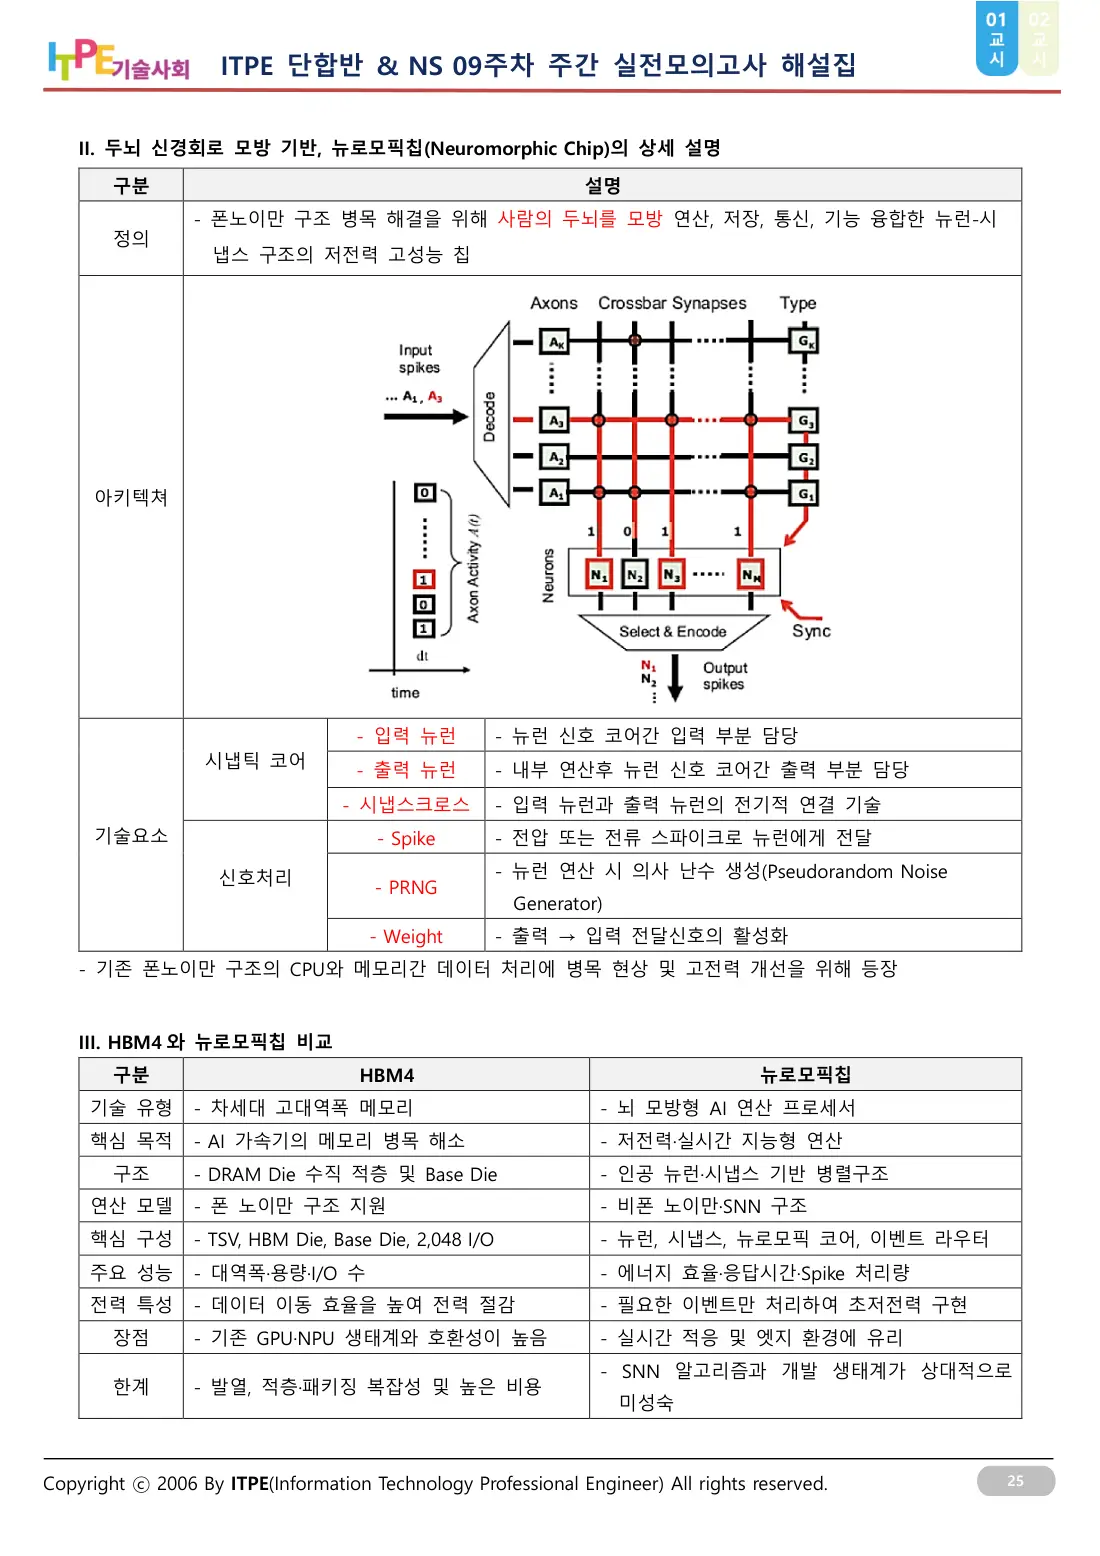 01
교
시
02
교
시
ITPE기술사회
ITPE 단합반 & NS 09주차 주간 실전모의고사 해설집
II. 두뇌 신경회로 모방 기반, 뉴로모픽칩(Neuromorphic Chip)의 상세 설명
구분 설명
정의
- 폰노이만 구조 병목 해결을 위해 사람의 두뇌를 모방 연산, 저장, 통신, 기능 융합한 뉴런-시
냅스 구조의 저전력 고성능 칩
아키텍쳐
Axons Crossbar Synapses Type
Input
spikes
... A1, A3
Decode
AK GK
A3 G3
A2 G2
A1 G1
1 0 1 1
Neurons
N1 N2 N3 NM
Select & Encode
Sync
N1
N2
Output
spikes
0
1
0
1
Axon Activity A(t)
dt
time
기술요소
시냅틱 코어
- 입력 뉴런 - 뉴런 신호 코어간 입력 부분 담당
- 출력 뉴런 - 내부 연산후 뉴런 신호 코어간 출력 부분 담당
- 시냅스크로스 - 입력 뉴런과 출력 뉴런의 전기적 연결 기술
신호처리
- Spike - 전압 또는 전류 스파이크로 뉴런에게 전달
- PRNG - 뉴런 연산 시 의사 난수 생성(Pseudorandom Noise
Generator)
- Weight - 출력 → 입력 전달신호의 활성화
- 기존 폰노이만 구조의 CPU와 메모리간 데이터 처리에 병목 현상 및 고전력 개선을 위해 등장
III. HBM4와 뉴로모픽칩 비교
구분 HBM4 뉴로모픽칩
기술 유형 - 차세대 고대역폭 메모리 - 뇌 모방형 AI 연산 프로세서
핵심 목적 - AI 가속기의 메모리 병목 해소 - 저전력·실시간 지능형 연산
구조 - DRAM Die 수직 적층 및 Base Die - 인공 뉴런·시냅스 기반 병렬구조
연산 모델 - 폰 노이만 구조 지원 - 비폰 노이만·SNN 구조
핵심 구성 - TSV, HBM Die, Base Die, 2,048 I/O - 뉴런, 시냅스, 뉴로모픽 코어, 이벤트 라우터
주요 성능 - 대역폭·용량·I/O 수 - 에너지 효율·응답시간·Spike 처리량
전력 특성 - 데이터 이동 효율을 높여 전력 절감 - 필요한 이벤트만 처리하여 초저전력 구현
장점 - 기존 GPU·NPU 생태계와 호환성이 높음 - 실시간 적응 및 엣지 환경에 유리
한계 - 발열, 적층·패키징 복잡성 및 높은 비용 - SNN 알고리즘과 개발 생태계가 상대적으로
미성숙
Copyright ⓒ 2006 By ITPE(Information Technology Professional Engineer) All rights reserved.
25